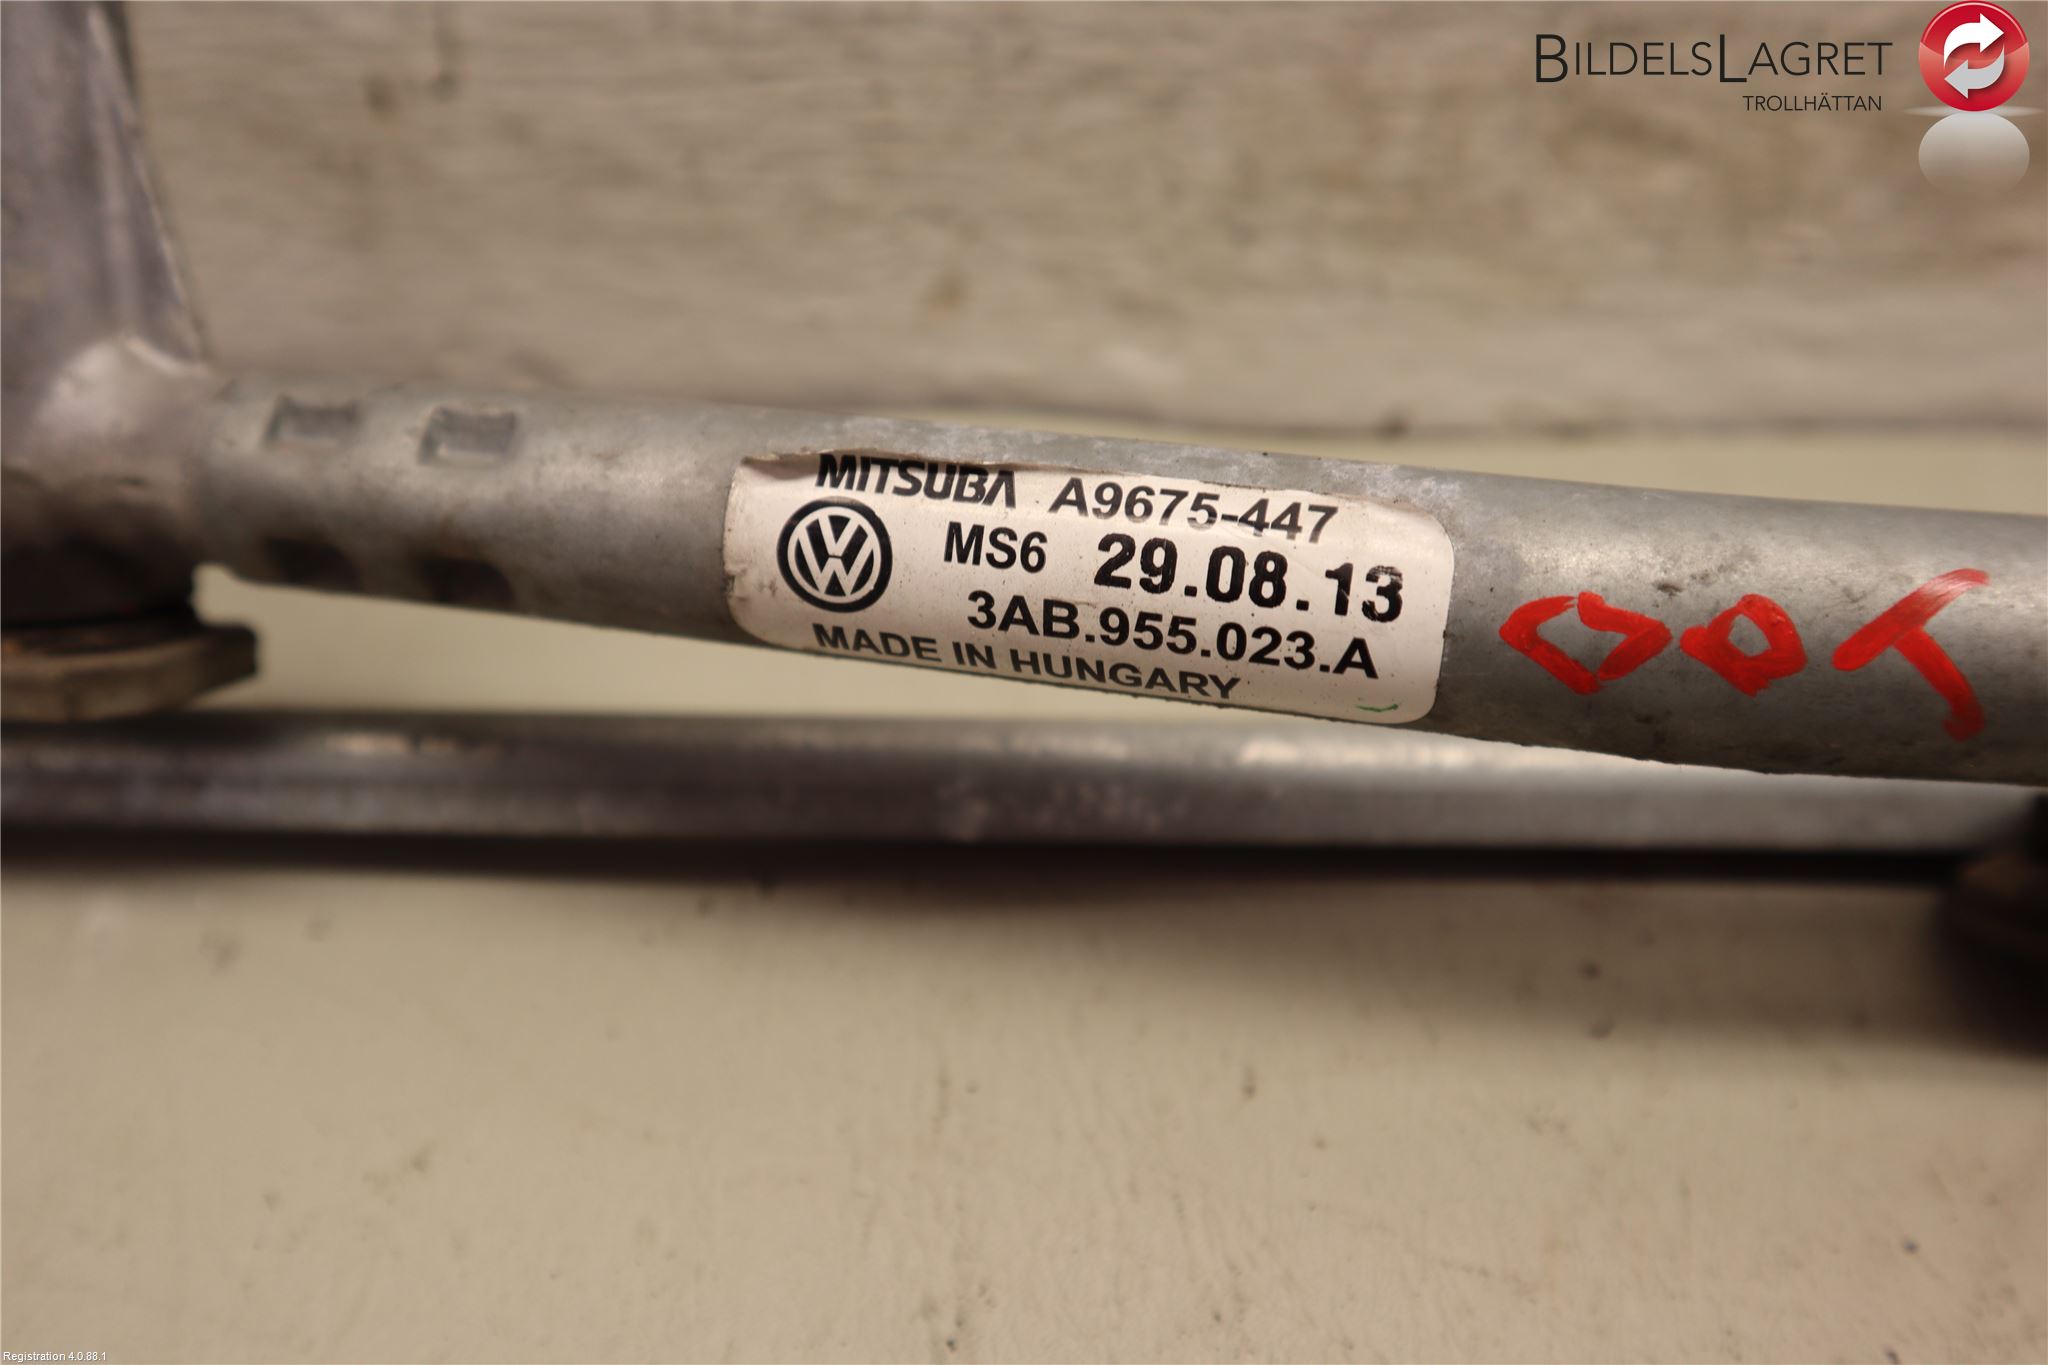 BILDELSLAGRET
TROLLHÄTTAN
MITSUBA A9675-447
MS6 29.08.13
3AB.955.023.A
MADE IN HUNGARY
Registration 4.0.88.1